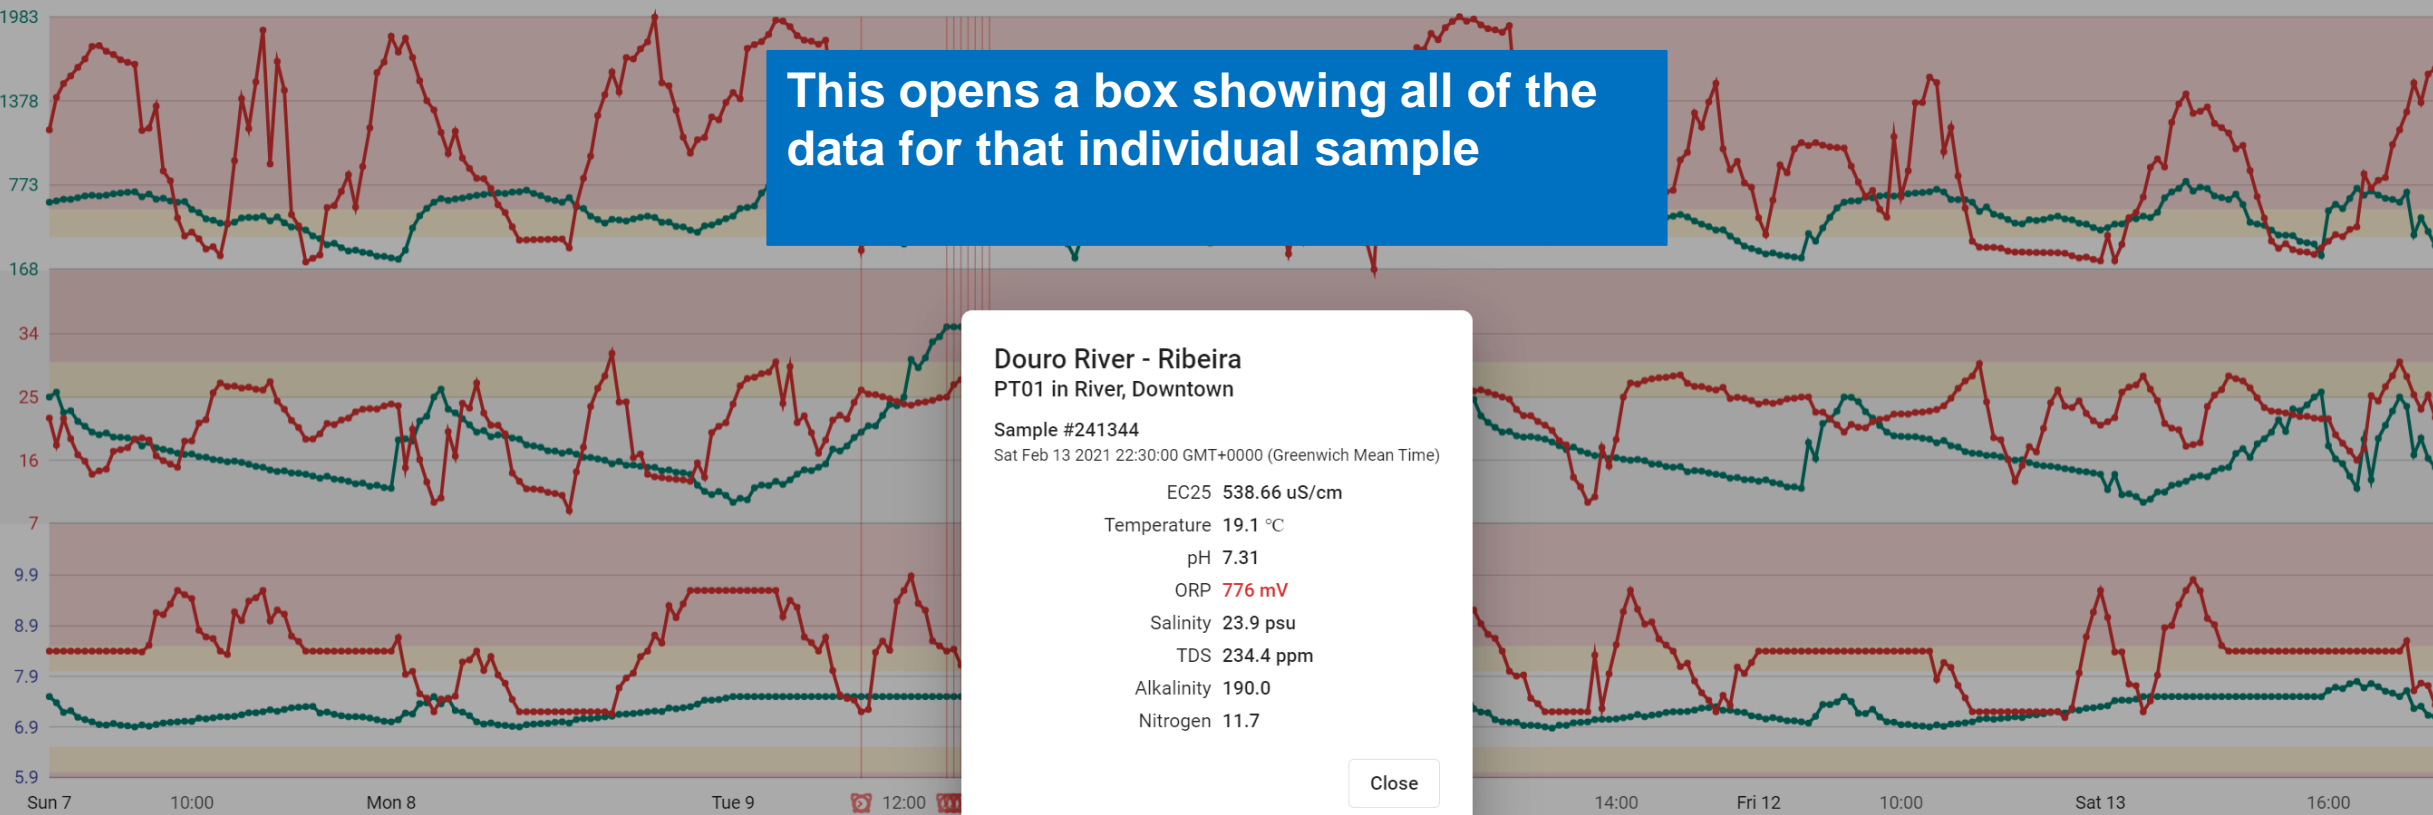 1983
1378
773
168
This opens a box showing all of the
data for that individual sample
34
25
16
7
Douro River - Ribeira
PT01 in River, Downtown
Sample #241344
Sat Feb 13 2021 22:30:00 GMT+0000 (Greenwich Mean Time)
EC25 538.66 uS/cm
Temperature 19.1 °C
pH 7.31
ORP 776 mV
Salinity 23.9 psu
TDS 234.4 ppm
Alkalinity 190.0
Nitrogen 11.7
Close
9.9
8.9
7.9
6.9
5.9
Sun 7 10:00 Mon 8 Tue 9 12:00 14:00 Fri 12 10:00 Sat 13 16:00